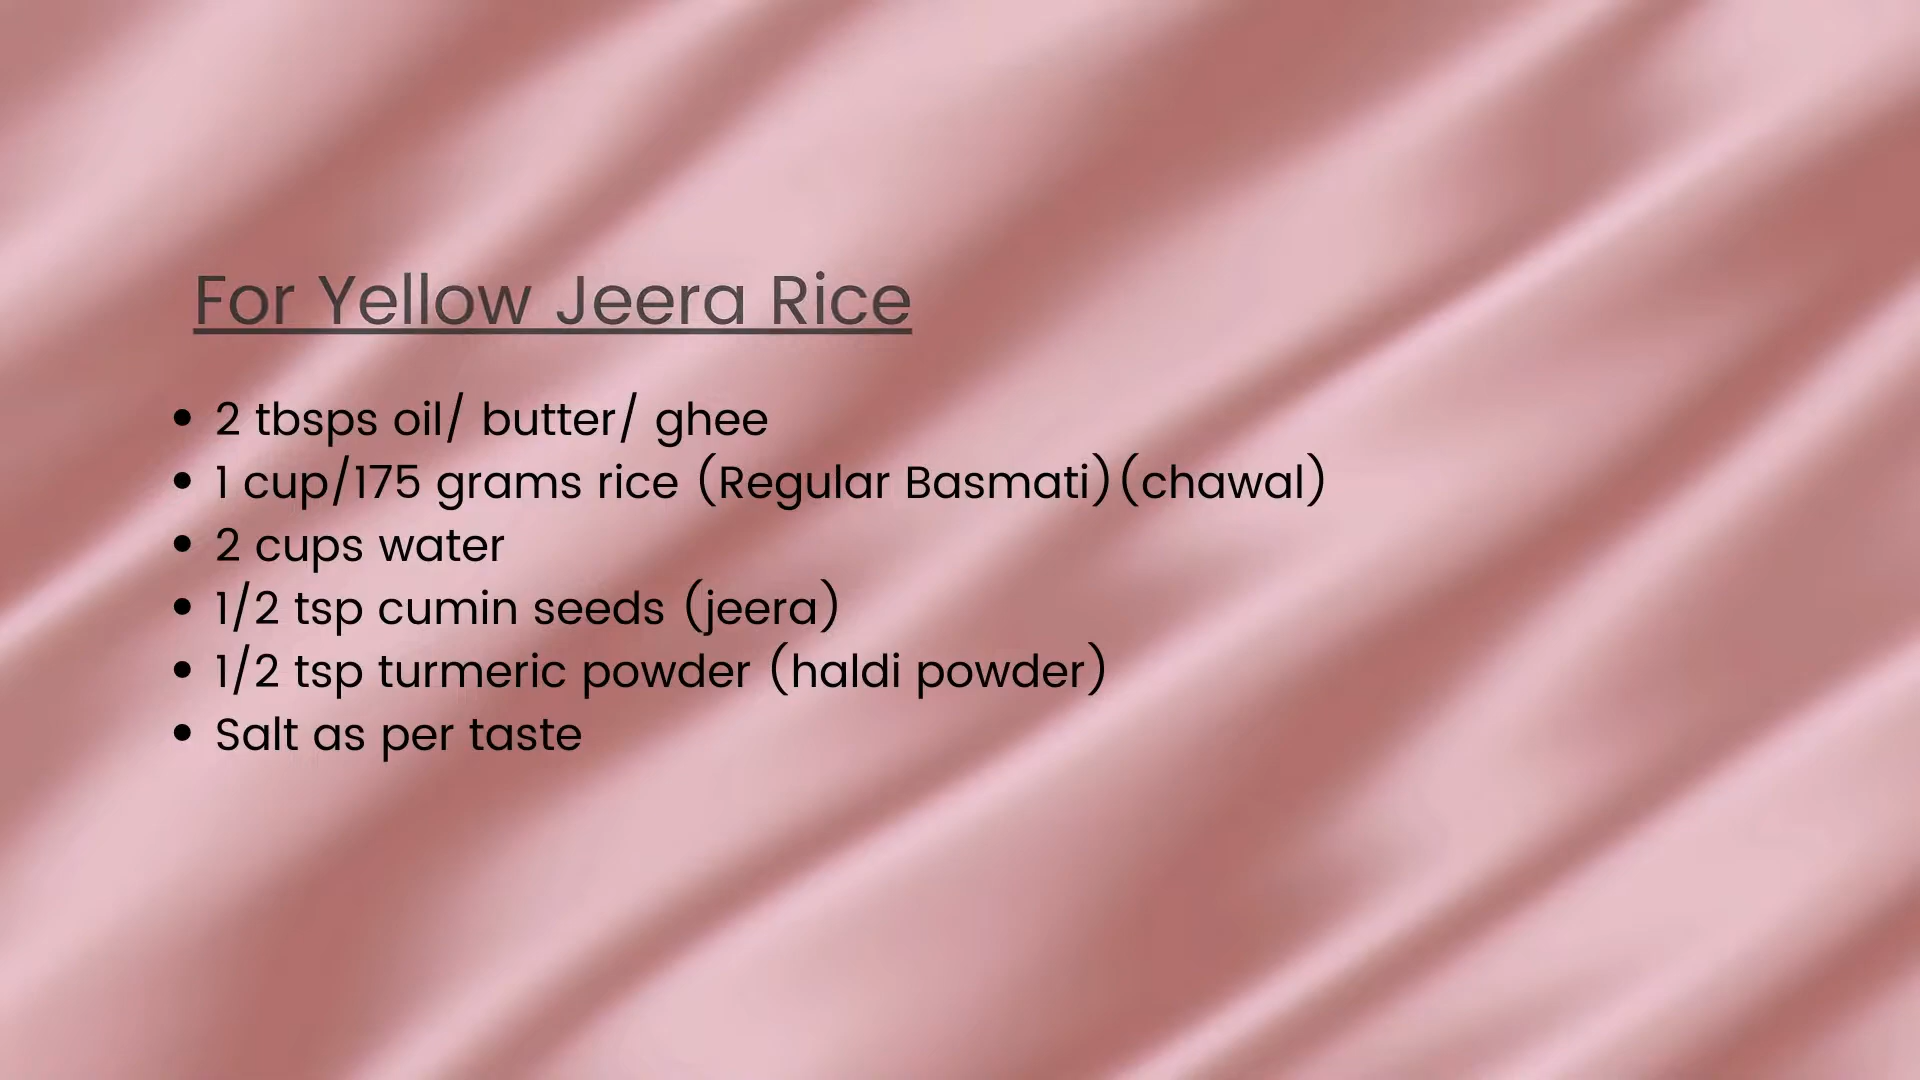 For Yellow Jeera Rice
• 2 tbsps oil/ butter/ ghee
• 1 cup/175 grams rice (Regular Basmati)(chawal)
• 2 cups water
• 1/2 tsp cumin seeds (jeera)
• 1/2 tsp turmeric powder (haldi powder)
• Salt as per taste